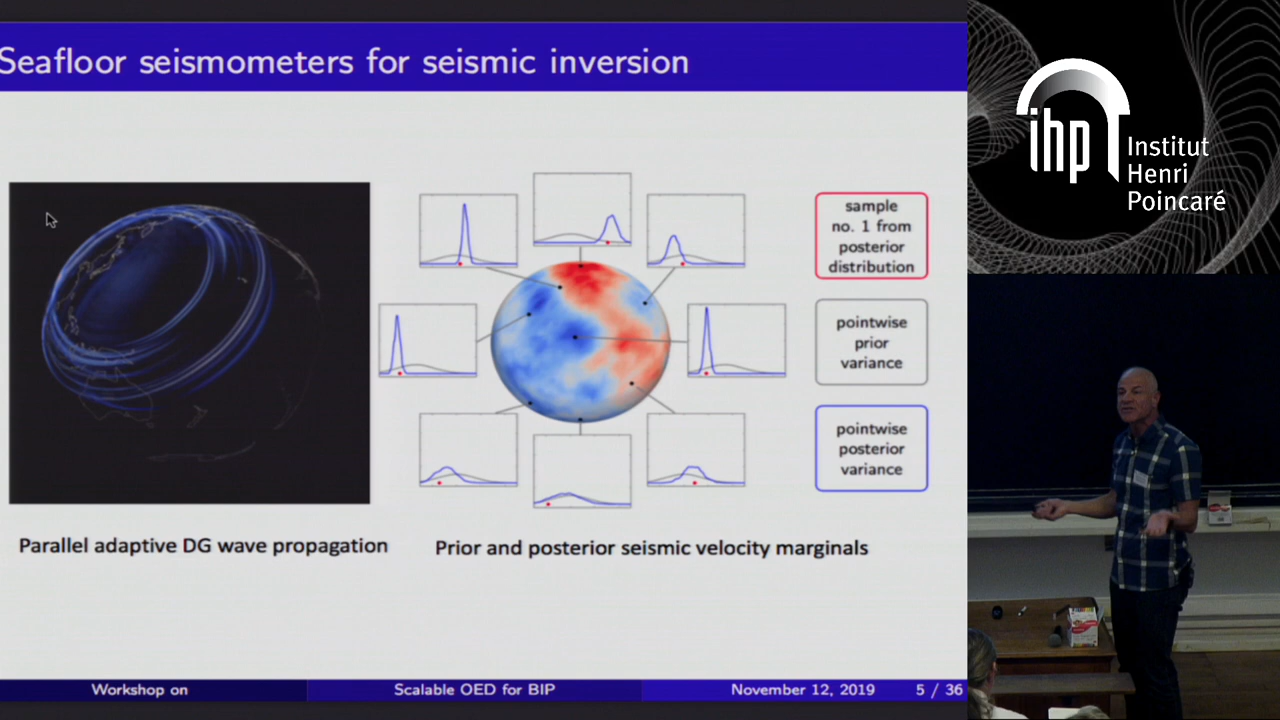 Seafloor seismometers for seismic inversion
ihp
Institut
Henri
Poincaré
sample
no. 1 from
posterior
distribution
pointwise
prior
variance
pointwise
posterior
variance
Parallel adaptive DG wave propagation
Prior and posterior seismic velocity marginals
Workshop on
Scalable OED for BIP
November 12, 2019
5 / 36